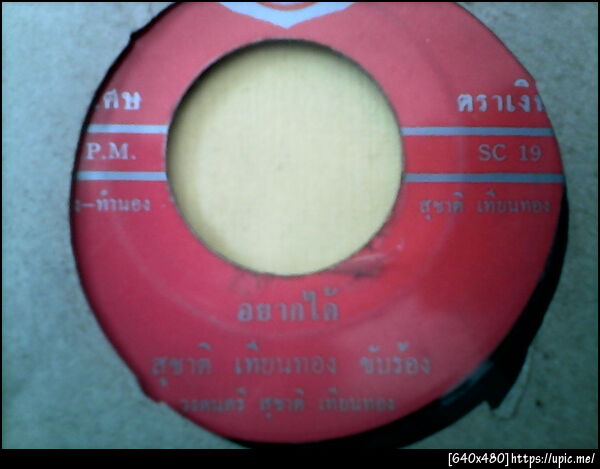 ตราเงิน
P.M. SC 19
ง-ทำนอง สุชาติ เทียนทอง
อยากได้
สุชาติ เทียนทอง ขับร้อง
วงดนตรี สุชาติ เทียนทอง
[640x480]https://upic.me/